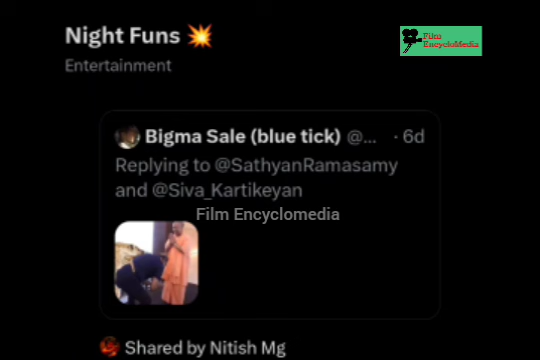 Night Funs 💥
Film
EncycloMedia
Entertainment
Bigma Sale (blue tick) @... · 6d
Replying to @SathyanRamasamy
and @Siva_Kartikeyan
Film Encyclomedia
Shared by Nitish Mg